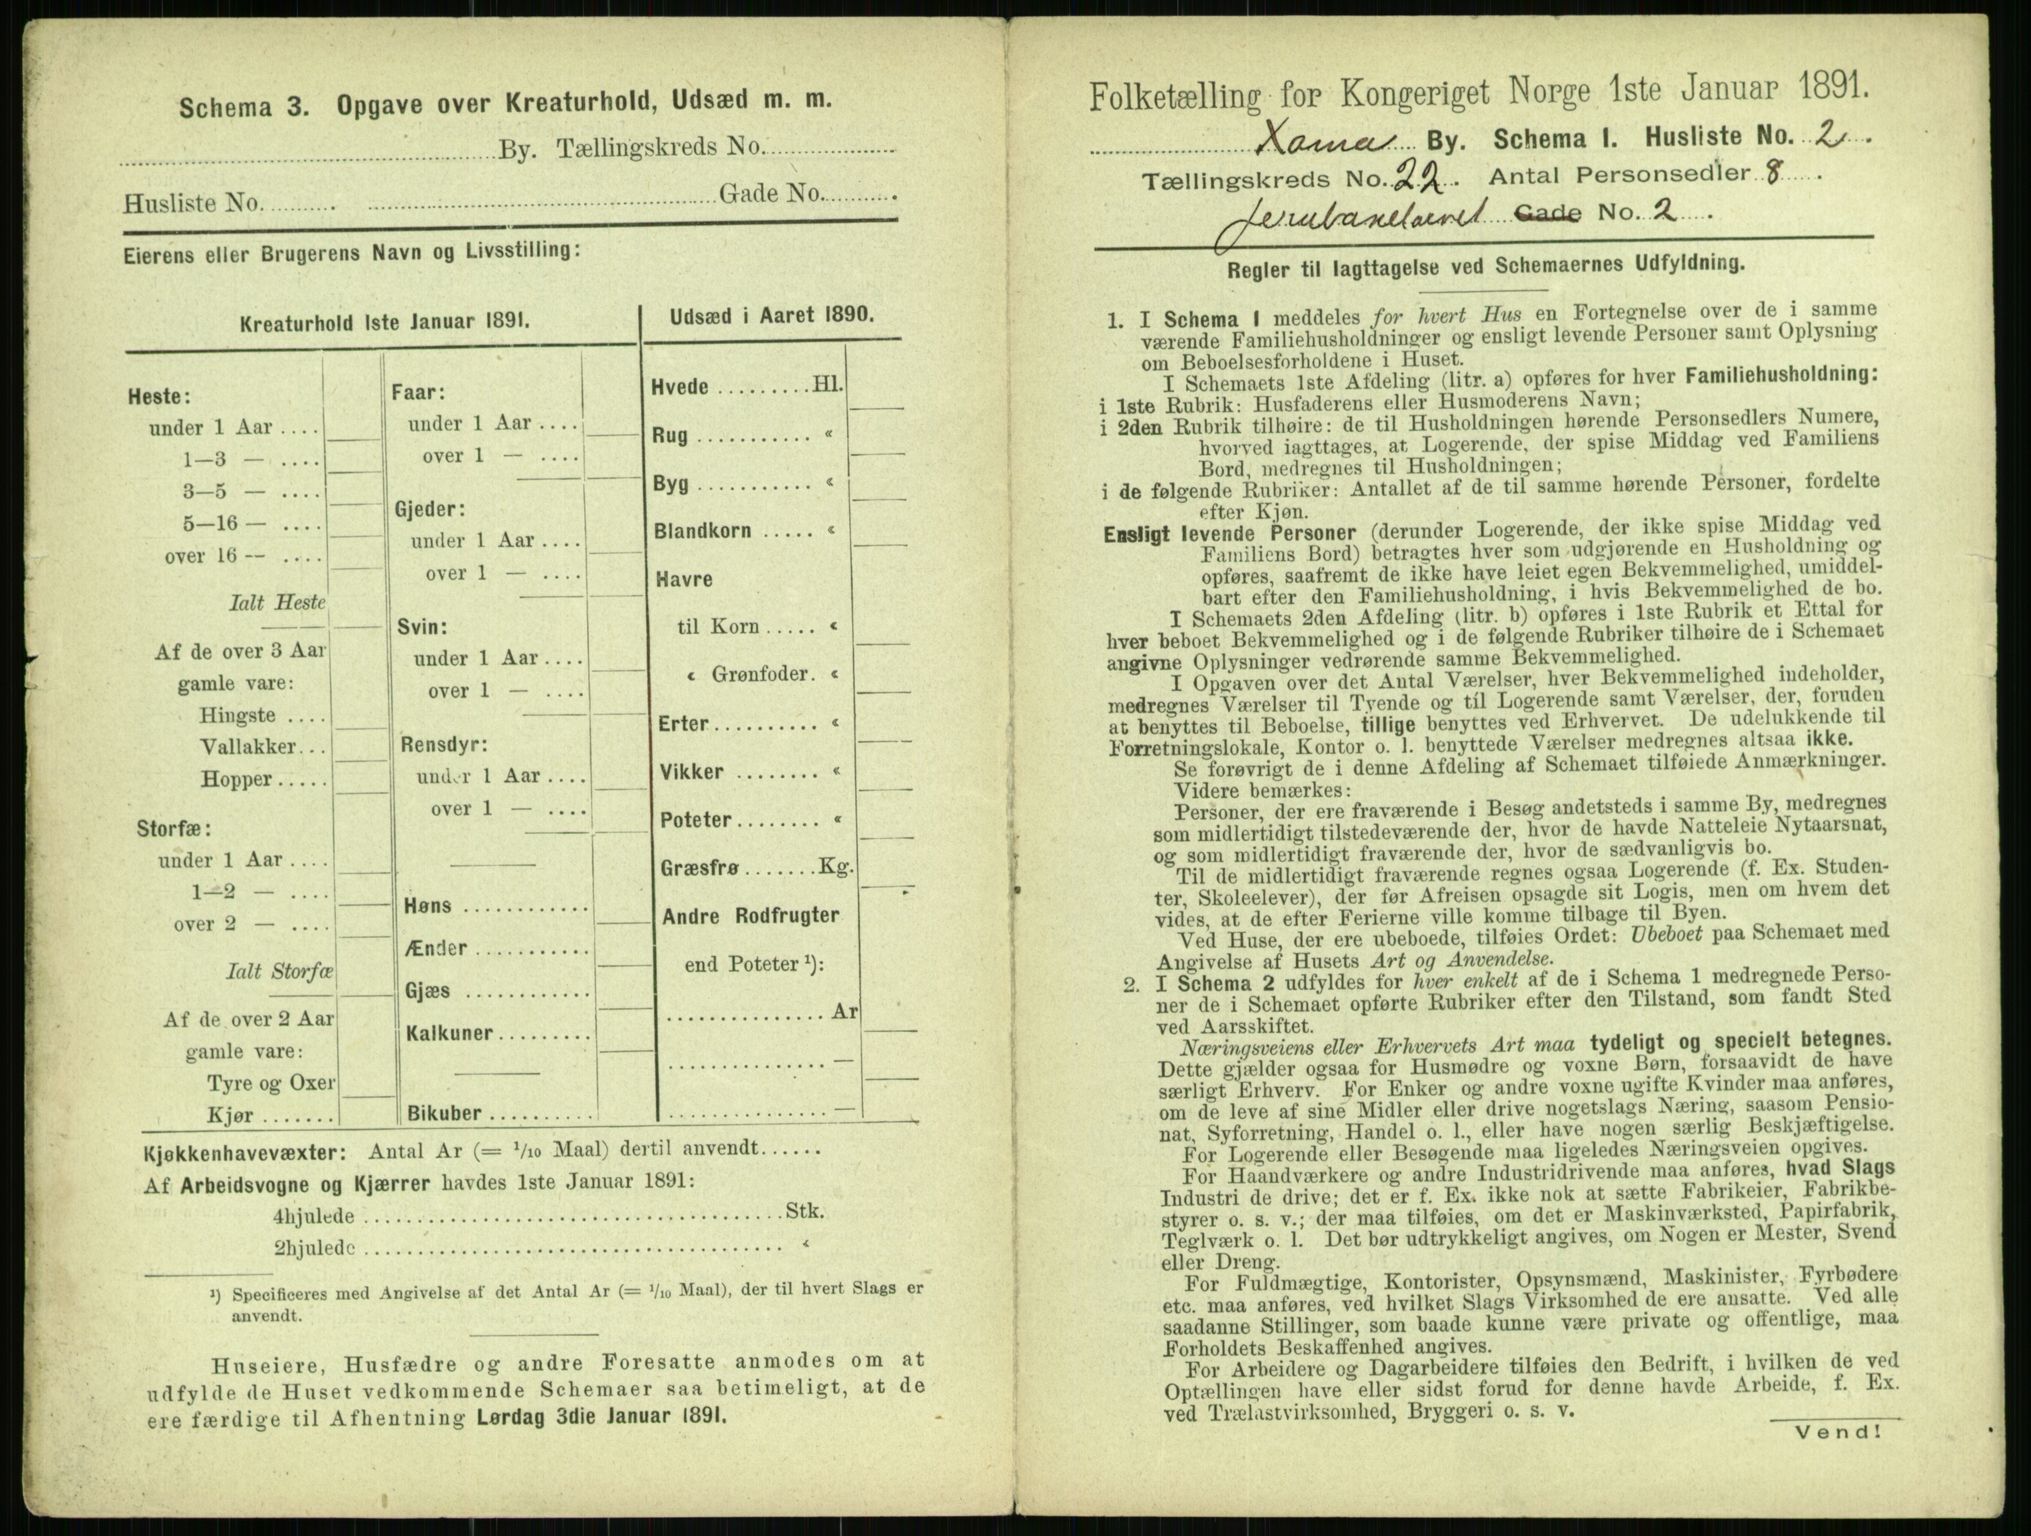 Schema 3. Opgave over Kreaturhold, Udsæd m. m.
By. Tællingskreds No.
Husliste No. Gade No.
Eierens eller Brugerens Navn og Livsstilling:
Kreaturhold 1ste Januar 1891.
Heste:
under 1 Aar ....
1—3 — ....
3—5 — ....
5—16 — ....
over 16 — ....
Ialt Heste
Af de over 3 Aar
gamle vare:
Hingste ....
Vallakker...
Hopper.....
Storfæ:
under 1 Aar ....
1—2 — ....
over 2 — ....
Ialt Storfæ
Af de over 2 Aar
gamle vare:
Tyre og Oxer
Kjør .......
Faar:
under 1 Aar ....
over 1 — ....
Gjeder:
under 1 Aar ....
over 1 — ....
Svin:
under 1 Aar ....
over 1 — ....
Rensdyr:
under 1 Aar ....
over 1 — ....
Høns ............
Ænder ...........
Gjæs ............
Kalkuner .........
Bikuber ..........
Udsæd i Aaret 1890.
Hvede .........Hl.
Rug ........... «
Byg ........... «
Blandkorn ..... «
Havre
til Korn ..... «
« Grønfoder. «
Erter .......... «
Vikker ........ «
Poteter ........ «
Græsfrø .......Kg.
Andre Rodfrugter
end Poteter ¹):
............... Ar
............... —
............... —
Kjøkkenhavevæxter: Antal Ar (= 1/10 Maal) dertil anvendt......
Af Arbeidsvogne og Kjærrer havdes 1ste Januar 1891:
4hjulede .......................................Stk.
2hjulede ....................................... «
¹) Specificeres med Angivelse af det Antal Ar (= 1/10 Maal), der til hvert Slags er
anvendt.
Huseiere, Husfædre og andre Foresatte anmodes om at
udfylde de Huset vedkommende Schemaer saa betimeligt, at de
ere færdige til Afhentning Lørdag 3die Januar 1891.
Folketælling for Kongeriget Norge 1ste Januar 1891.
By. Schema 1. Husliste No. 2.
Tællingskreds No. 22. Antal Personsedler 8.
Jernbanetorvet Gade No. 2.
Regler til Iagttagelse ved Schemaernes Udfyldning.
1. I Schema 1 meddeles for hvert Hus en Fortegnelse over de i samme
værende Familiehusholdninger og ensligt levende Personer samt Oplysning
om Beboelsesforholdene i Huset.
I Schemaets 1ste Afdeling (litr. a) opføres for hver Familiehusholdning:
i 1ste Rubrik: Husfaderens eller Husmoderens Navn;
i 2den Rubrik tilhøire: de til Husholdningen hørende Personsedlers Numere,
hvorved iagttages, at Logerende, der spise Middag ved Familiens
Bord, medregnes til Husholdningen;
i de følgende Rubriker: Antallet af de til samme hørende Personer, fordelte
efter Kjøn.
Ensligt levende Personer (derunder Logerende, der ikke spise Middag ved
Familiens Bord) betragtes hver som udgjørende en Husholdning og
opføres, saafremt de ikke have leiet egen Bekvemmelighed, umiddel-
bart efter den Familiehusholdning, i hvis Bekvemmelighed de bo.
I Schemaets 2den Afdeling (litr. b) opføres i 1ste Rubrik et Ettal for
hver beboet Bekvemmelighed og i de følgende Rubriker tilhøire de i Schemaet
angivne Oplysninger vedrørende samme Bekvemmelighed.
I Opgaven over det Antal Værelser, hver Bekvemmelighed indeholder,
medregnes Værelser til Tyende og til Logerende samt Værelser, der, foruden
at benyttes til Beboelse, tillige benyttes ved Erhvervet. De udelukkende til
Forretningslokale, Kontor o. l. benyttede Værelser medregnes altsaa ikke.
Se forøvrigt de i denne Afdeling af Schemaet tilføiede Anmærkninger.
Videre bemærkes:
Personer, der ere fraværende i Besøg andetsteds i samme By, medregnes
som midlertidigt tilstedeværende der, hvor de havde Natteleie Nytaarsnat,
og som midlertidigt fraværende der, hvor de sædvanligvis bo.
Til de midlertidigt fraværende regnes ogsaa Logerende (f. Ex. Studen-
ter, Skoleelever), der før Afreisen opsagde sit Logis, men om hvem det
vides, at de efter Ferierne ville komme tilbage til Byen.
Ved Huse, der ere ubeboede, tilføies Ordet: Ubeboet paa Schemaet med
Angivelse af Husets Art og Anvendelse.
2. I Schema 2 udfyldes for hver enkelt af de i Schema 1 medregnede Perso-
ner de i Schemaet opførte Rubriker efter den Tilstand, som fandt Sted
ved Aarsskiftet.
Næringsveiens eller Erhvervets Art maa tydeligt og specielt betegnes.
Dette gjælder ogsaa for Husmødre og voxne Børn, forsaavidt de have
særligt Erhverv. For Enker og andre voxne ugifte Kvinder maa anføres,
om de leve af sine Midler eller drive nogetslags Næring, saasom Pensio-
nat, Syforretning, Handel o. l., eller have nogen særlig Beskjæftigelse.
For Logerende eller Besøgende maa ligeledes Næringsveien opgives.
For Haandværkere og andre Industridrivende maa anføres, hvad Slags
Industri de drive; det er f. Ex. ikke nok at sætte Fabrikeier, Fabrikbe-
styrer o. s. v.; der maa tilføies, om det er Maskinværksted, Papirfabrik,
Teglværk o. l. Det bør udtrykkeligt angives, om Nogen er Mester, Svend
eller Dreng.
For Fuldmægtige, Kontorister, Opsynsmænd, Maskinister, Fyrbødere
etc. maa anføres, ved hvilket Slags Virksomhed de ere ansatte. Ved alle
saadanne Stillinger, som baade kunne være private og offentlige, maa
Forholdets Beskaffenhed angives.
For Arbeidere og Dagarbeidere tilføies den Bedrift, i hvilken de ved
Optællingen have eller sidst forud for denne havde Arbeide, f. Ex.
ved Trælastvirksomhed, Bryggeri o. s. v.
Vend!